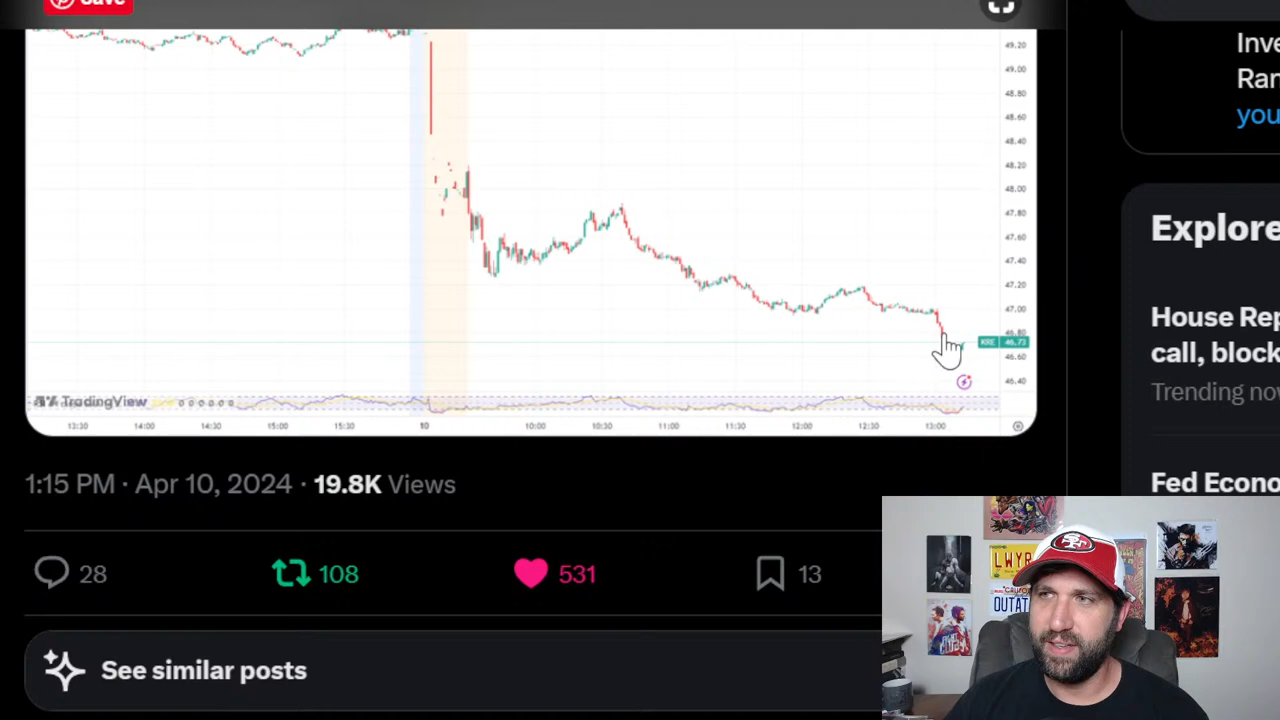 Save
49.20
49.00
48.80
48.60
48.40
48.20
48.00
47.80
47.60
47.40
47.20
47.00
46.80
KRE 46.73
46.60
46.40
TradingView
13:30 14:00 14:30 15:00 15:30 10 10:00 10:30 11:00 11:30 12:00 12:30 13:00
1:15 PM · Apr 10, 2024 · 19.8K Views
28 108 531 13
See similar posts
Inve
Ran
you
Explore
House Rep
call, block
Trending nov
Fed Econo
LWYR
OUTAT